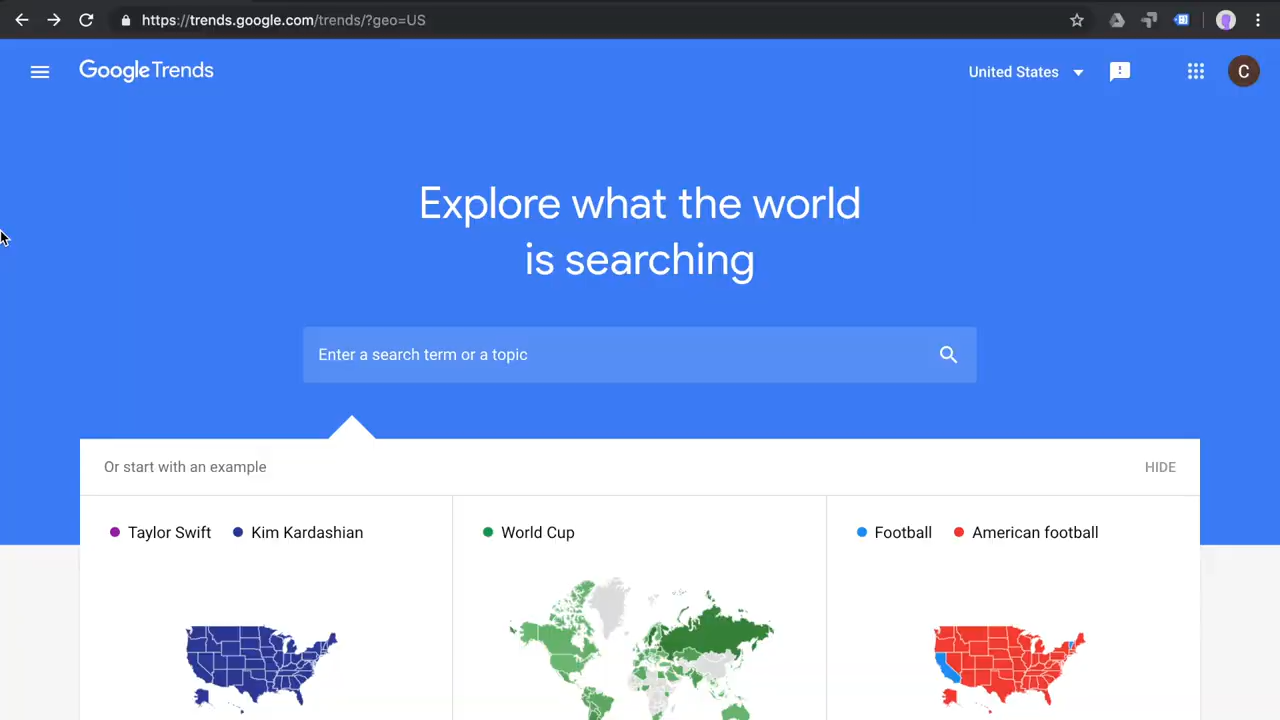 https://trends.google.com/trends/?geo=US
Google Trends
United States
C
Explore what the world
is searching
Enter a search term or a topic
Or start with an example
HIDE
Taylor Swift
Kim Kardashian
World Cup
Football
American football